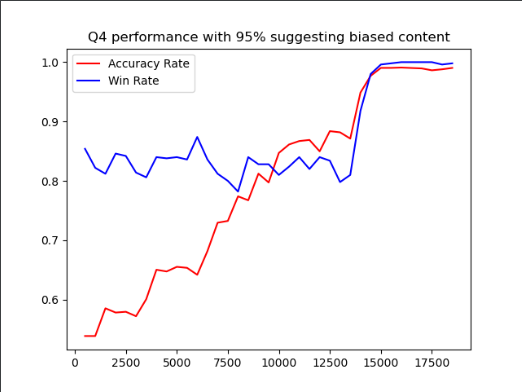 Q4 performance with 95% suggesting biased content
Accuracy Rate
Win Rate
1.0
0.9
0.8
0.7
0.6
0 2500 5000 7500 10000 12500 15000 17500